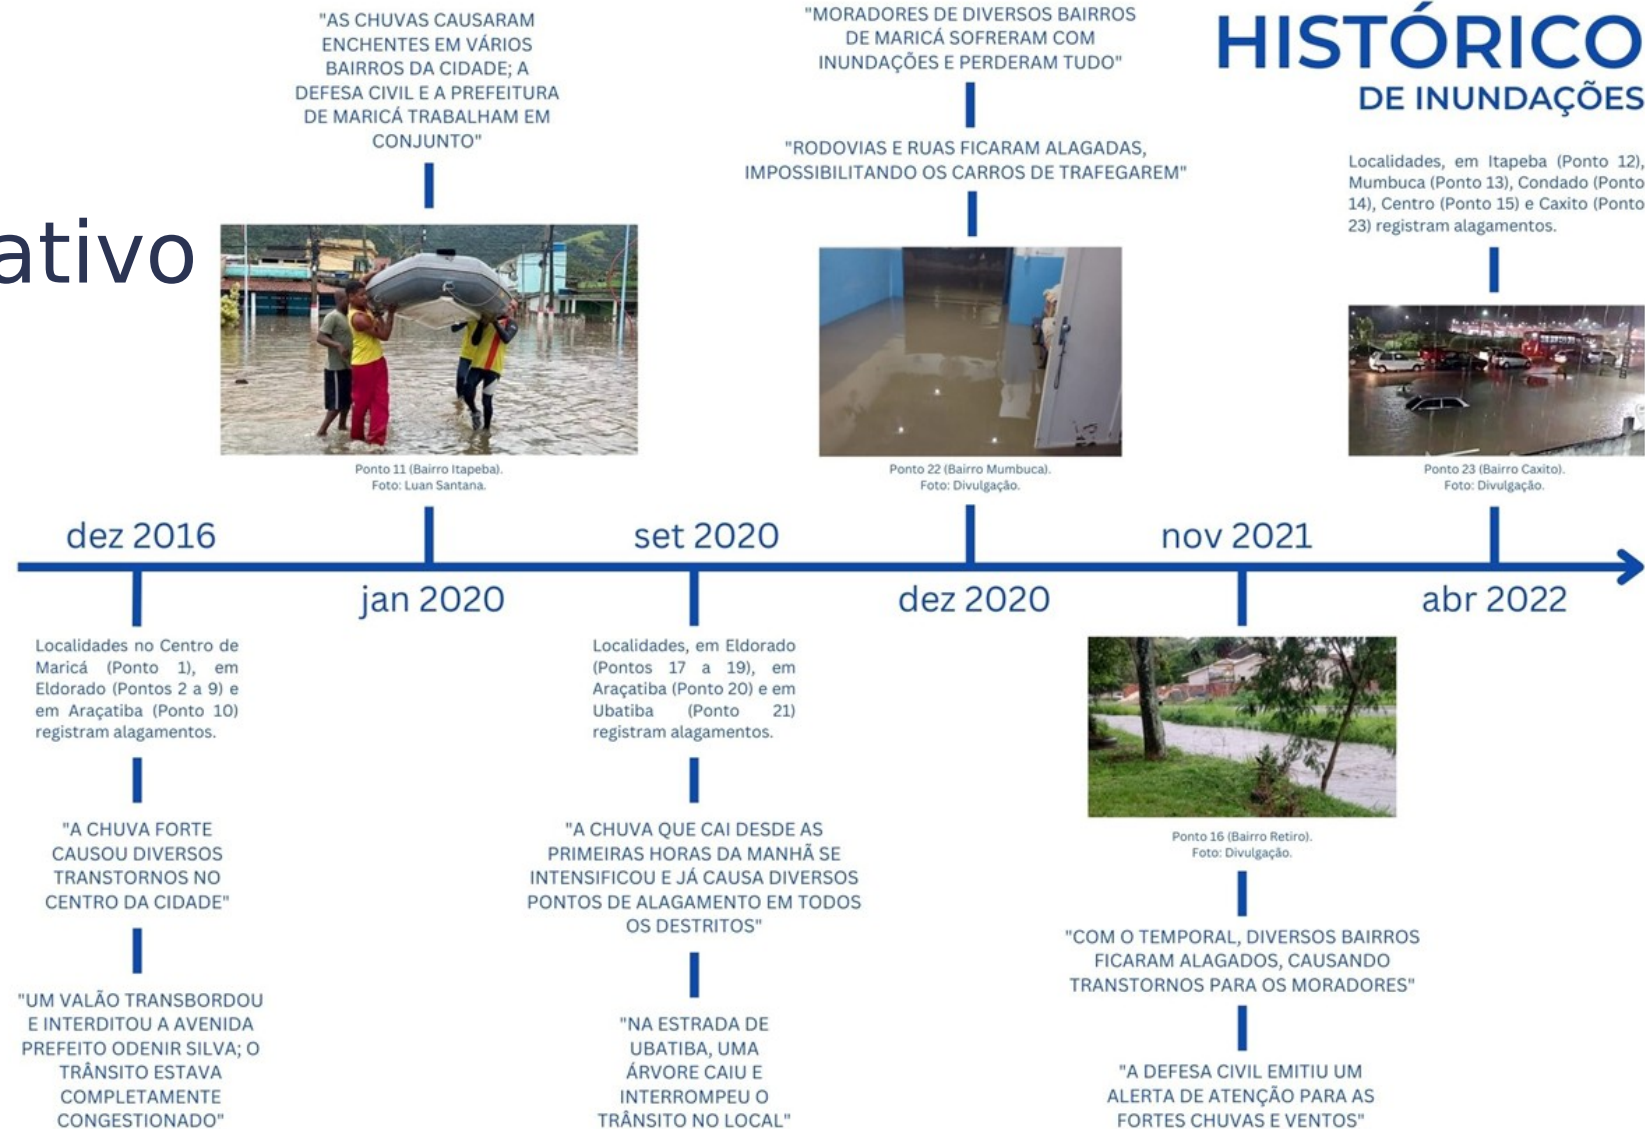 HISTÓRICO
DE INUNDAÇÕES
ativo
dez 2016
Localidades no Centro de
Maricá (Ponto 1), em
Eldorado (Pontos 2 a 9) e
em Araçatiba (Ponto 10)
registram alagamentos.
"A CHUVA FORTE
CAUSOU DIVERSOS
TRANSTORNOS NO
CENTRO DA CIDADE"
"UM VALÃO TRANSBORDOU
E INTERDITOU A AVENIDA
PREFEITO ODENIR SILVA; O
TRÂNSITO ESTAVA
COMPLETAMENTE
CONGESTIONADO"
"AS CHUVAS CAUSARAM
ENCHENTES EM VÁRIOS
BAIRROS DA CIDADE; A
DEFESA CIVIL E A PREFEITURA
DE MARICÁ TRABALHAM EM
CONJUNTO"
Ponto 11 (Bairro Itapeba).
Foto: Luan Santana.
jan 2020
set 2020
Localidades, em Eldorado
(Pontos 17 a 19), em
Araçatiba (Ponto 20) e em
Ubatiba (Ponto 21)
registram alagamentos.
"A CHUVA QUE CAI DESDE AS
PRIMEIRAS HORAS DA MANHÃ SE
INTENSIFICOU E JÁ CAUSA DIVERSOS
PONTOS DE ALAGAMENTO EM TODOS
OS DESTRITOS"
"NA ESTRADA DE
UBATIBA, UMA
ÁRVORE CAIU E
INTERROMPEU O
TRÂNSITO NO LOCAL"
"MORADORES DE DIVERSOS BAIRROS
DE MARICÁ SOFRERAM COM
INUNDAÇÕES E PERDERAM TUDO"
"RODOVIAS E RUAS FICARAM ALAGADAS,
IMPOSSIBILITANDO OS CARROS DE TRAFEGAREM"
Ponto 22 (Bairro Mumbuca).
Foto: Divulgação.
dez 2020
nov 2021
Ponto 16 (Bairro Retiro).
Foto: Divulgação.
"COM O TEMPORAL, DIVERSOS BAIRROS
FICARAM ALAGADOS, CAUSANDO
TRANSTORNOS PARA OS MORADORES"
"A DEFESA CIVIL EMITIU UM
ALERTA DE ATENÇÃO PARA AS
FORTES CHUVAS E VENTOS"
Localidades, em Itapeba (Ponto 12),
Mumbuca (Ponto 13), Condado (Ponto
14), Centro (Ponto 15) e Caxito (Ponto
23) registram alagamentos.
Ponto 23 (Bairro Caxito).
Foto: Divulgação.
abr 2022